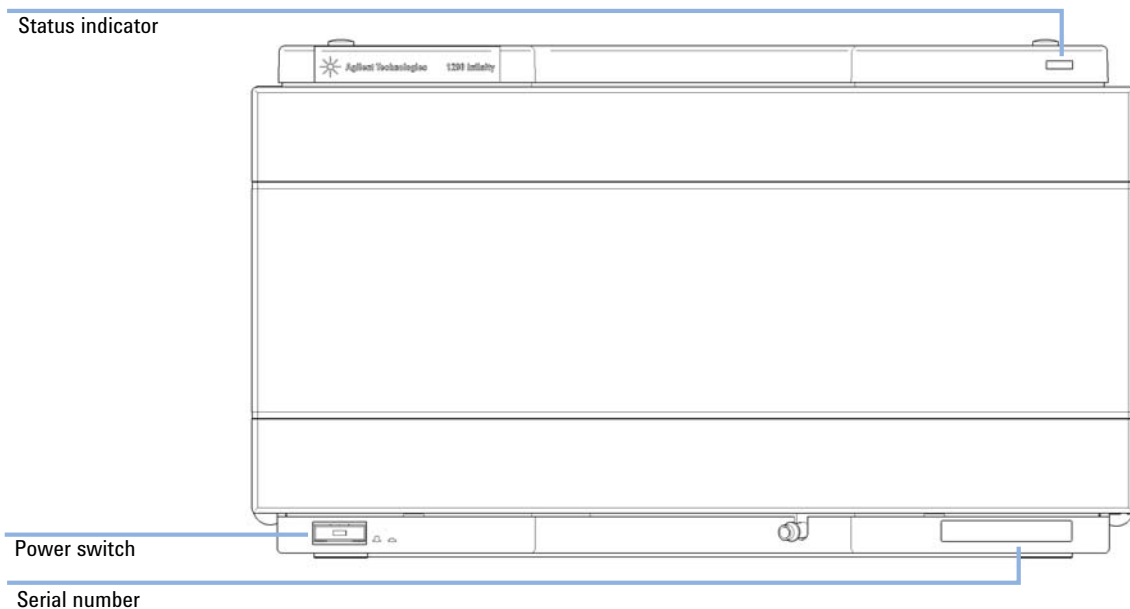 Status indicator
Agilent Technologies 1290 Infinity
Power switch
Serial number